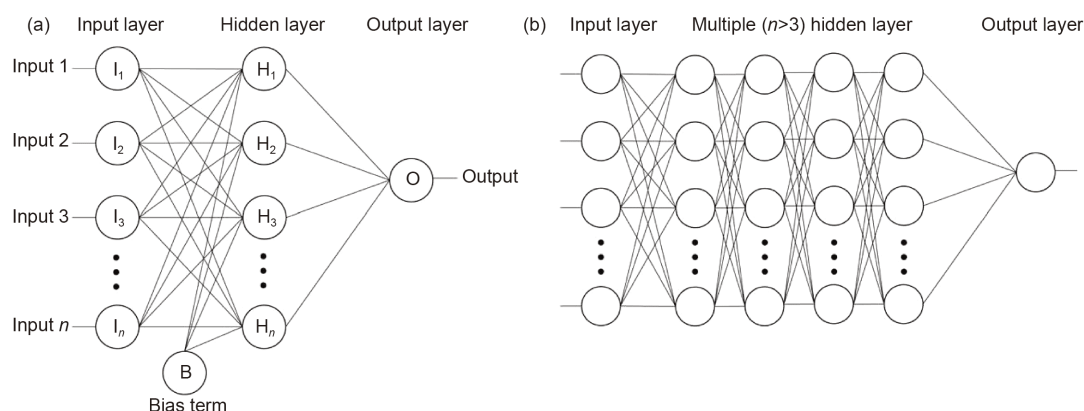 (a) Input layer Hidden layer Output layer
Input 1 I1 H1
Input 2 I2 H2
O Output
Input 3 I3 H3
Input n In Hn
B
Bias term
(b) Input layer Multiple (n>3) hidden layer Output layer